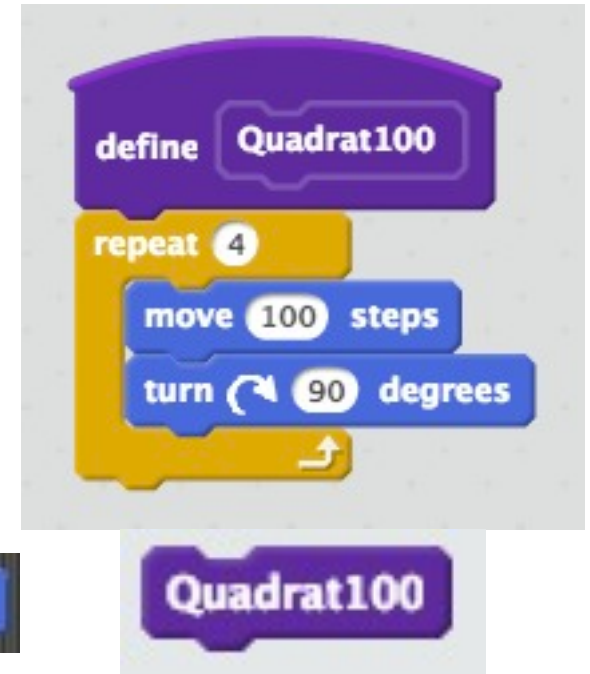 define Quadrat100
repeat 4
move 100 steps
turn 90 degrees
Quadrat100